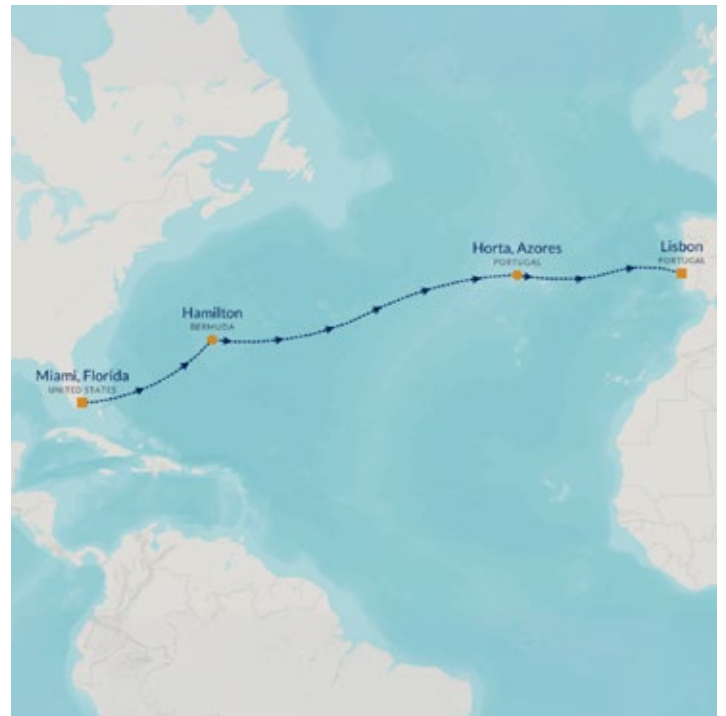 Horta, Azores
PORTUGAL
Lisbon
PORTUGAL
Hamilton
BERMUDA
Miami, Florida
UNITED STATES